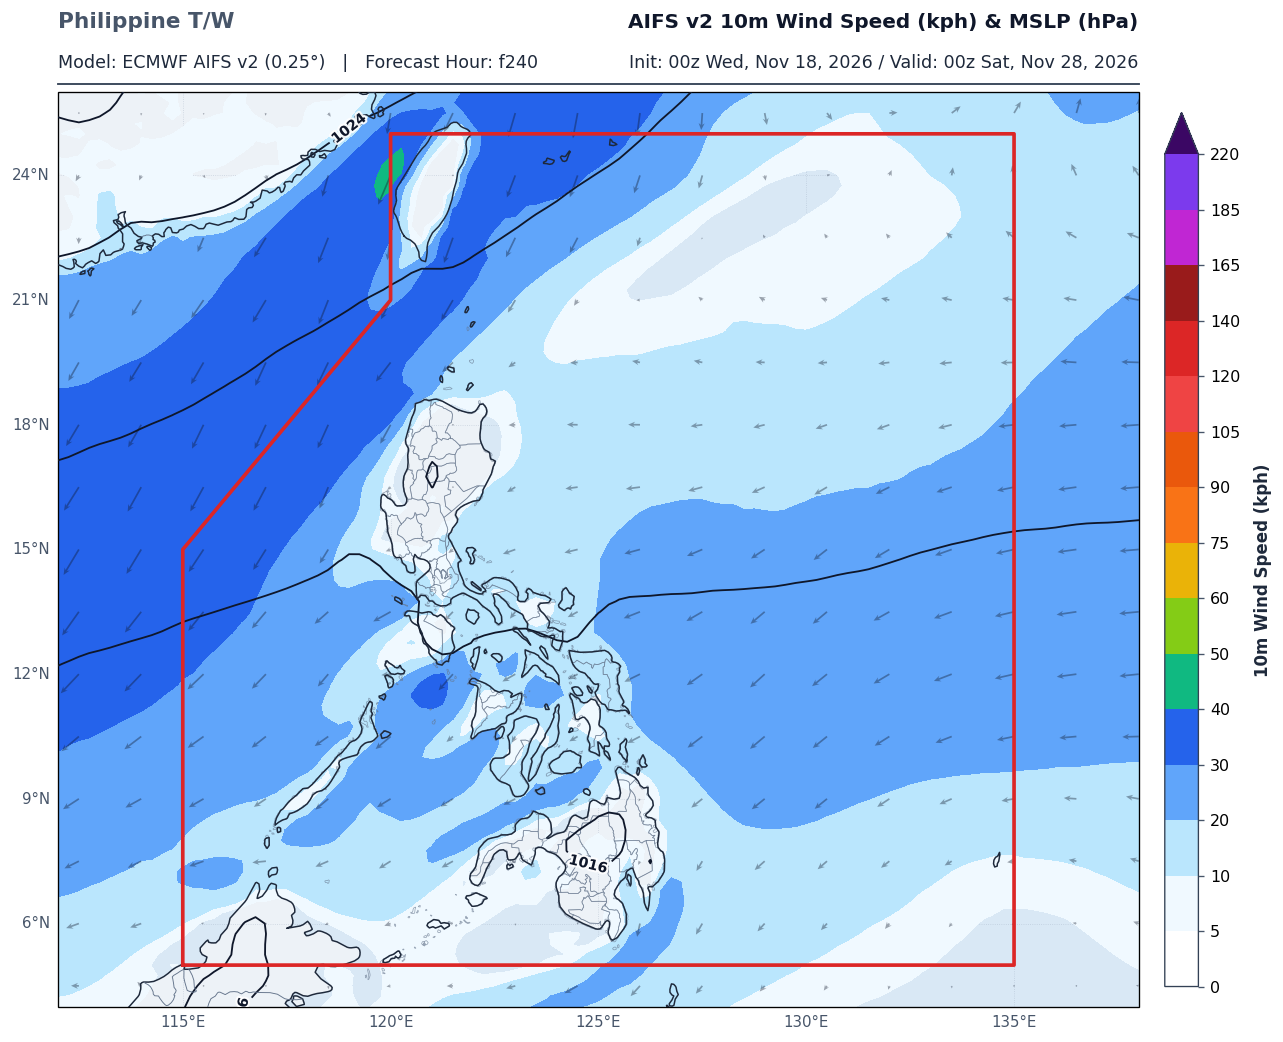 Philippine T/W
AIFS v2 10m Wind Speed (kph) & MSLP (hPa)
Model: ECMWF AIFS v2 (0.25°) | Forecast Hour: f240
Init: 00z Wed, Nov 18, 2026 / Valid: 00z Sat, Nov 28, 2026
1024
24°N
21°N
18°N
15°N
12°N
9°N
6°N
1016
115°E
120°E
125°E
130°E
135°E
220
185
165
140
120
105
90
75
60
50
40
30
20
10
5
0
10m Wind Speed (kph)